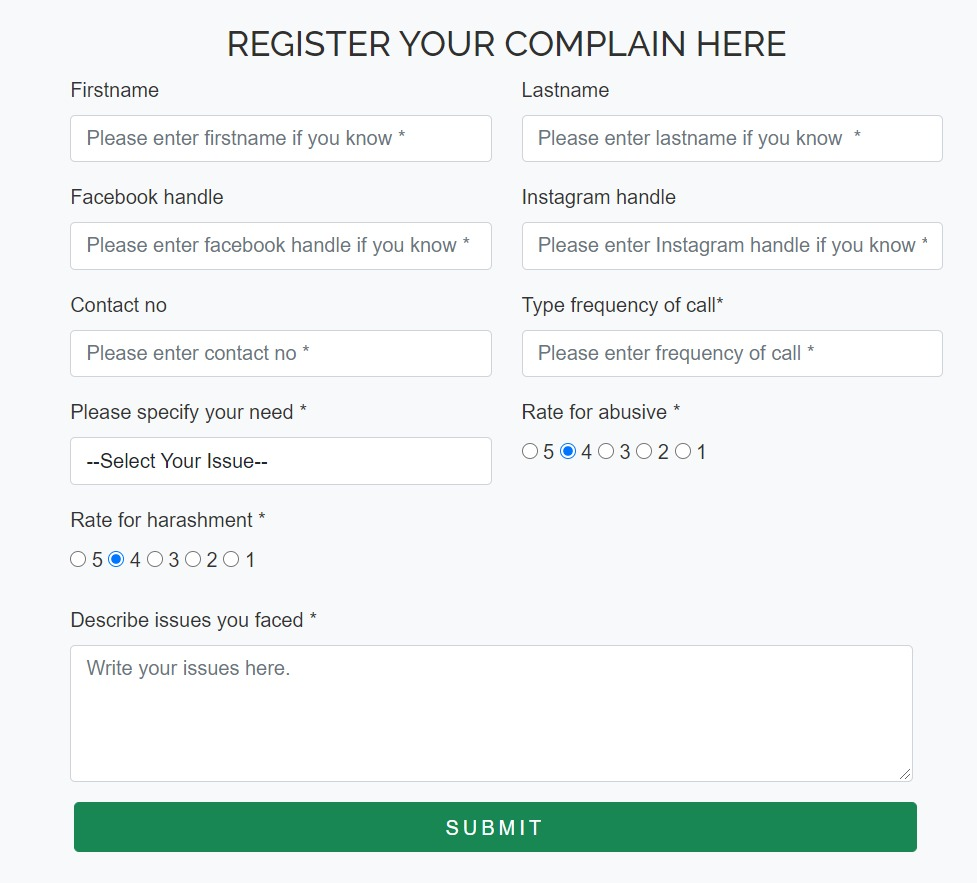 REGISTER YOUR COMPLAIN HERE
Firstname
Lastname
Please enter firstname if you know *
Please enter lastname if you know  *
Facebook handle
Instagram handle
Please enter facebook handle if you know *
Please enter Instagram handle if you know *
Contact no
Type frequency of call*
Please enter contact no *
Please enter frequency of call *
Please specify your need *
Rate for abusive *
--Select Your Issue--
5 4 3 2 1
Rate for harashment *
5 4 3 2 1
Describe issues you faced *
Write your issues here.
SUBMIT